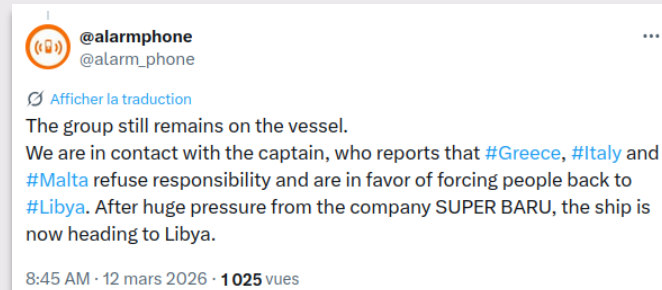 @alarmphone
@alarm_phone
Afficher la traduction
The group still remains on the vessel.
We are in contact with the captain, who reports that #Greece, #Italy and
#Malta refuse responsibility and are in favor of forcing people back to
#Libya. After huge pressure from the company SUPER BARU, the ship is
now heading to Libya.
8:45 AM · 12 mars 2026 · 1 025 vues